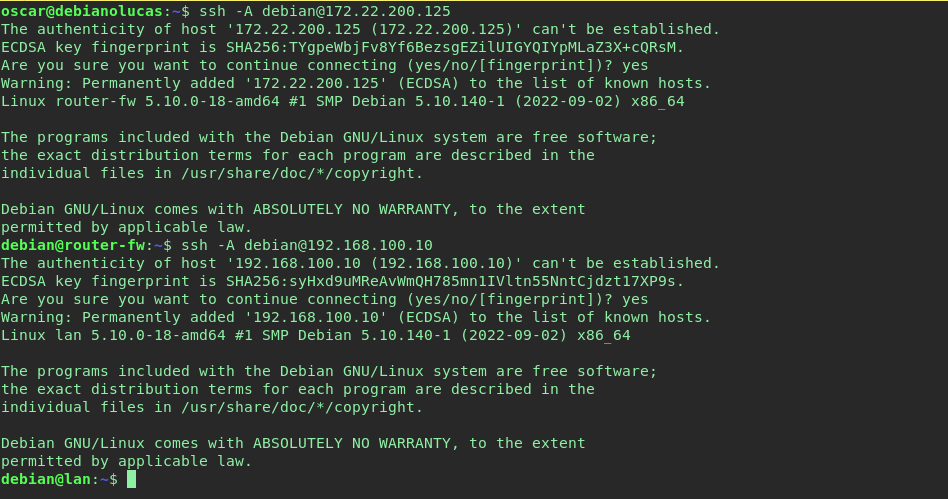 oscar@debianolucas:~$ ssh -A debian@172.22.200.125
The authenticity of host '172.22.200.125 (172.22.200.125)' can't be established.
ECDSA key fingerprint is SHA256:TYgpeWbjFv8Yf6BezsgEZilUIGYQIYpMLaZ3X+cQRsM.
Are you sure you want to continue connecting (yes/no/[fingerprint])? yes
Warning: Permanently added '172.22.200.125' (ECDSA) to the list of known hosts.
Linux router-fw 5.10.0-18-amd64 #1 SMP Debian 5.10.140-1 (2022-09-02) x86_64

The programs included with the Debian GNU/Linux system are free software;
the exact distribution terms for each program are described in the
individual files in /usr/share/doc/*/copyright.

Debian GNU/Linux comes with ABSOLUTELY NO WARRANTY, to the extent
permitted by applicable law.
debian@router-fw:~$ ssh -A debian@192.168.100.10
The authenticity of host '192.168.100.10 (192.168.100.10)' can't be established.
ECDSA key fingerprint is SHA256:syHxd9uMReAvWmQH785mn1IVltn55NntCjdzt17XP9s.
Are you sure you want to continue connecting (yes/no/[fingerprint])? yes
Warning: Permanently added '192.168.100.10' (ECDSA) to the list of known hosts.
Linux lan 5.10.0-18-amd64 #1 SMP Debian 5.10.140-1 (2022-09-02) x86_64

The programs included with the Debian GNU/Linux system are free software;
the exact distribution terms for each program are described in the
individual files in /usr/share/doc/*/copyright.

Debian GNU/Linux comes with ABSOLUTELY NO WARRANTY, to the extent
permitted by applicable law.
debian@lan:~$